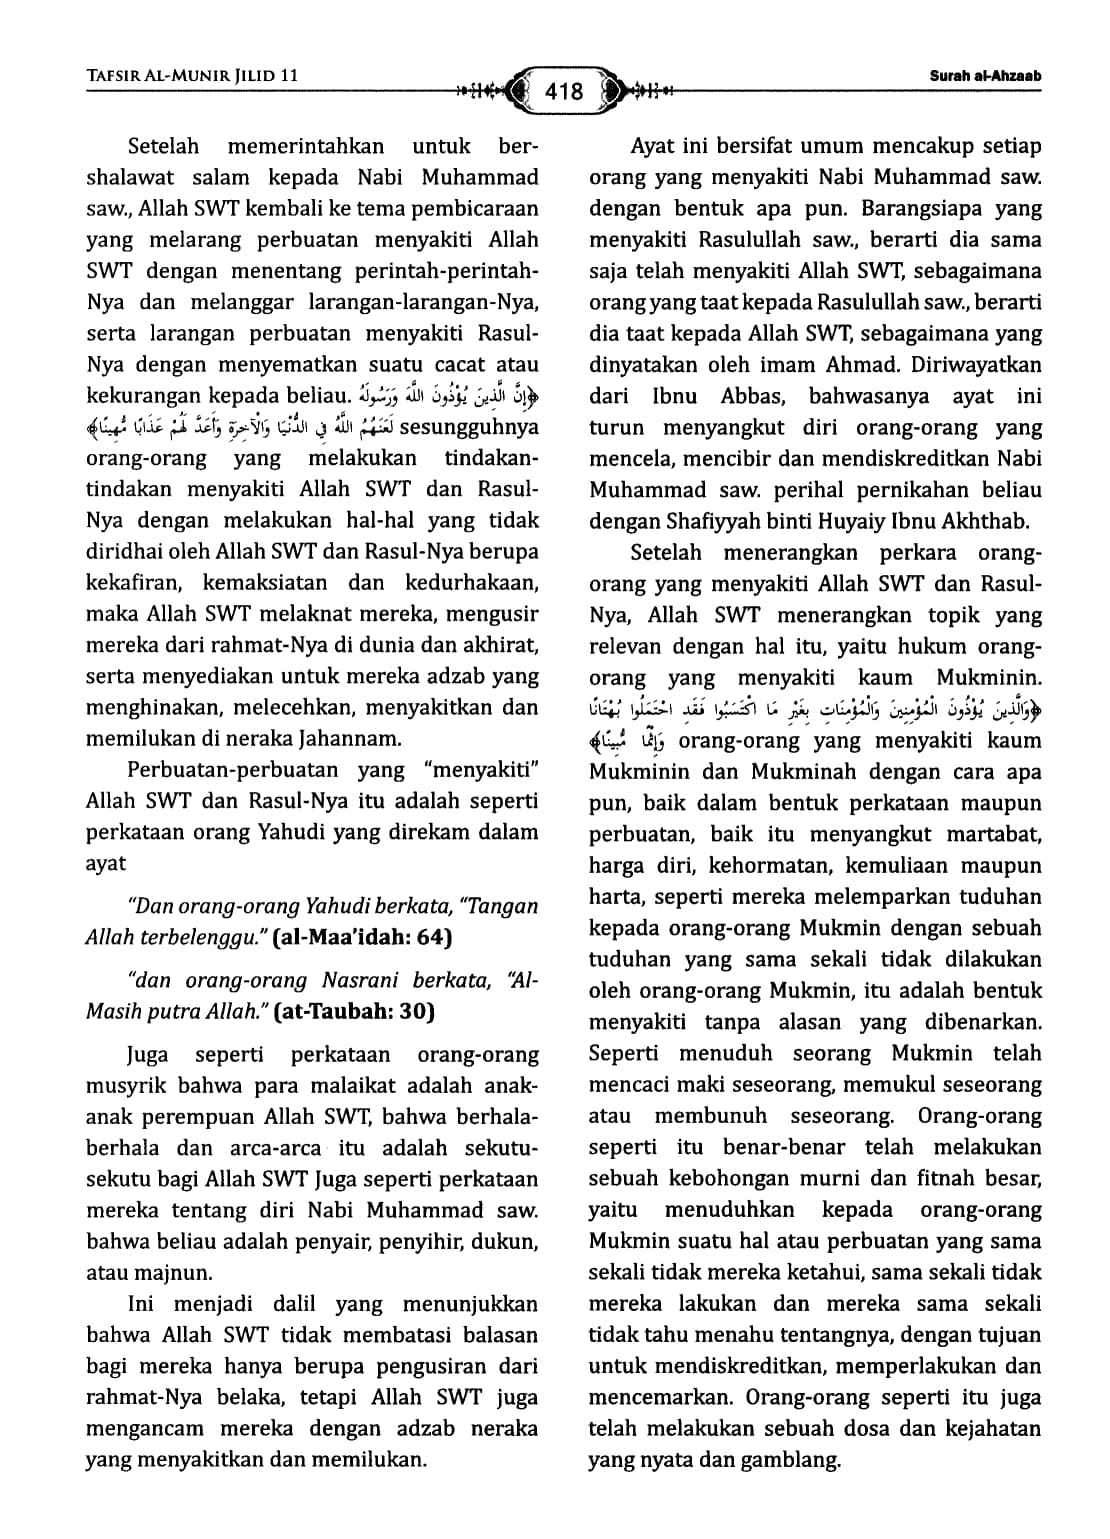 TAFSIR AL-MUNIR JILID 11
418
Surah al-Ahzaab
Setelah memerintahkan untuk ber-
shalawat salam kepada Nabi Muhammad
saw., Allah SWT kembali ke tema pembicaraan
yang melarang perbuatan menyakiti Allah
SWT dengan menentang perintah-perintah-
Nya dan melanggar larangan-larangan-Nya,
serta larangan perbuatan menyakiti Rasul-
Nya dengan menyematkan suatu cacat atau
kekurangan kepada beliau. ﴿إِنَّ الَّذِينَ يُؤْذُونَ اللَّهَ وَرَسُولَهُ
لَعَنَهُمُ اللَّهُ فِي الدُّنْيَا وَالْآخِرَةِ وَأَعَدَّ لَهُمْ عَذَابًا مُّهِينًا﴾ sesungguhnya
orang-orang yang melakukan tindakan-
tindakan menyakiti Allah SWT dan Rasul-
Nya dengan melakukan hal-hal yang tidak
diridhai oleh Allah SWT dan Rasul-Nya berupa
kekafiran, kemaksiatan dan kedurhakaan,
maka Allah SWT melaknat mereka, mengusir
mereka dari rahmat-Nya di dunia dan akhirat,
serta menyediakan untuk mereka adzab yang
menghinakan, melecehkan, menyakitkan dan
memilukan di neraka Jahannam.
Perbuatan-perbuatan yang “menyakiti”
Allah SWT dan Rasul-Nya itu adalah seperti
perkataan orang Yahudi yang direkam dalam
ayat
“Dan orang-orang Yahudi berkata, “Tangan
Allah terbelenggu.” (al-Maa’idah: 64)
“dan orang-orang Nasrani berkata, “Al-
Masih putra Allah.” (at-Taubah: 30)
Juga seperti perkataan orang-orang
musyrik bahwa para malaikat adalah anak-
anak perempuan Allah SWT, bahwa berhala-
berhala dan arca-arca itu adalah sekutu-
sekutu bagi Allah SWT Juga seperti perkataan
mereka tentang diri Nabi Muhammad saw.
bahwa beliau adalah penyair, penyihir, dukun,
atau majnun.
Ini menjadi dalil yang menunjukkan
bahwa Allah SWT tidak membatasi balasan
bagi mereka hanya berupa pengusiran dari
rahmat-Nya belaka, tetapi Allah SWT juga
mengancam mereka dengan adzab neraka
yang menyakitkan dan memilukan.
Ayat ini bersifat umum mencakup setiap
orang yang menyakiti Nabi Muhammad saw.
dengan bentuk apa pun. Barangsiapa yang
menyakiti Rasulullah saw., berarti dia sama
saja telah menyakiti Allah SWT, sebagaimana
orang yang taat kepada Rasulullah saw., berarti
dia taat kepada Allah SWT, sebagaimana yang
dinyatakan oleh imam Ahmad. Diriwayatkan
dari Ibnu Abbas, bahwasanya ayat ini
turun menyangkut diri orang-orang yang
mencela, mencibir dan mendiskreditkan Nabi
Muhammad saw. perihal pernikahan beliau
dengan Shafiyyah binti Huyaiy Ibnu Akhthab.
Setelah menerangkan perkara orang-
orang yang menyakiti Allah SWT dan Rasul-
Nya, Allah SWT menerangkan topik yang
relevan dengan hal itu, yaitu hukum orang-
orang yang menyakiti kaum Mukminin.
﴿وَالَّذِينَ يُؤْذُونَ الْمُؤْمِنِينَ وَالْمُؤْمِنَاتِ بِغَيْرِ مَا اكْتَسَبُوا فَقَدِ احْتَمَلُوا بُهْتَانًا
وَإِثْمًا مُّبِينًا﴾ orang-orang yang menyakiti kaum
Mukminin dan Mukminah dengan cara apa
pun, baik dalam bentuk perkataan maupun
perbuatan, baik itu menyangkut martabat,
harga diri, kehormatan, kemuliaan maupun
harta, seperti mereka melemparkan tuduhan
kepada orang-orang Mukmin dengan sebuah
tuduhan yang sama sekali tidak dilakukan
oleh orang-orang Mukmin, itu adalah bentuk
menyakiti tanpa alasan yang dibenarkan.
Seperti menuduh seorang Mukmin telah
mencaci maki seseorang, memukul seseorang
atau membunuh seseorang. Orang-orang
seperti itu benar-benar telah melakukan
sebuah kebohongan murni dan fitnah besar,
yaitu menuduhkan kepada orang-orang
Mukmin suatu hal atau perbuatan yang sama
sekali tidak mereka ketahui, sama sekali tidak
mereka lakukan dan mereka sama sekali
tidak tahu menahu tentangnya, dengan tujuan
untuk mendiskreditkan, memperlakukan dan
mencemarkan. Orang-orang seperti itu juga
telah melakukan sebuah dosa dan kejahatan
yang nyata dan gamblang.